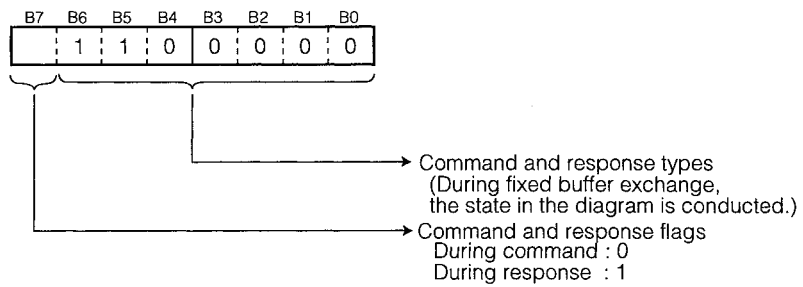 B7 B6 B5 B4 B3 B2 B1 B0
1 1 0 0 0 0 0
Command and response types
(During fixed buffer exchange,
the state in the diagram is conducted.)
Command and response flags
During command : 0
During response : 1